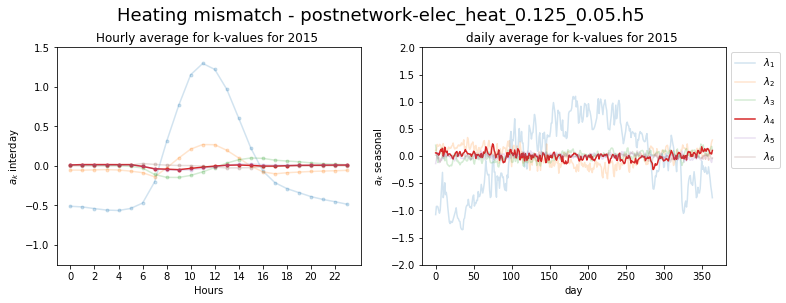 Heating mismatch - postnetwork-elec_heat_0.125_0.05.h5
Hourly average for k-values for 2015
a_k interday
1.5
1.0
0.5
0.0
−0.5
−1.0
0 2 4 6 8 10 12 14 16 18 20 22
Hours
daily average for k-values for 2015
a_k seasonal
2.0
1.5
1.0
0.5
0.0
−0.5
−1.0
−1.5
−2.0
0 50 100 150 200 250 300 350
day
λ₁
λ₂
λ₃
λ₄
λ₅
λ₆